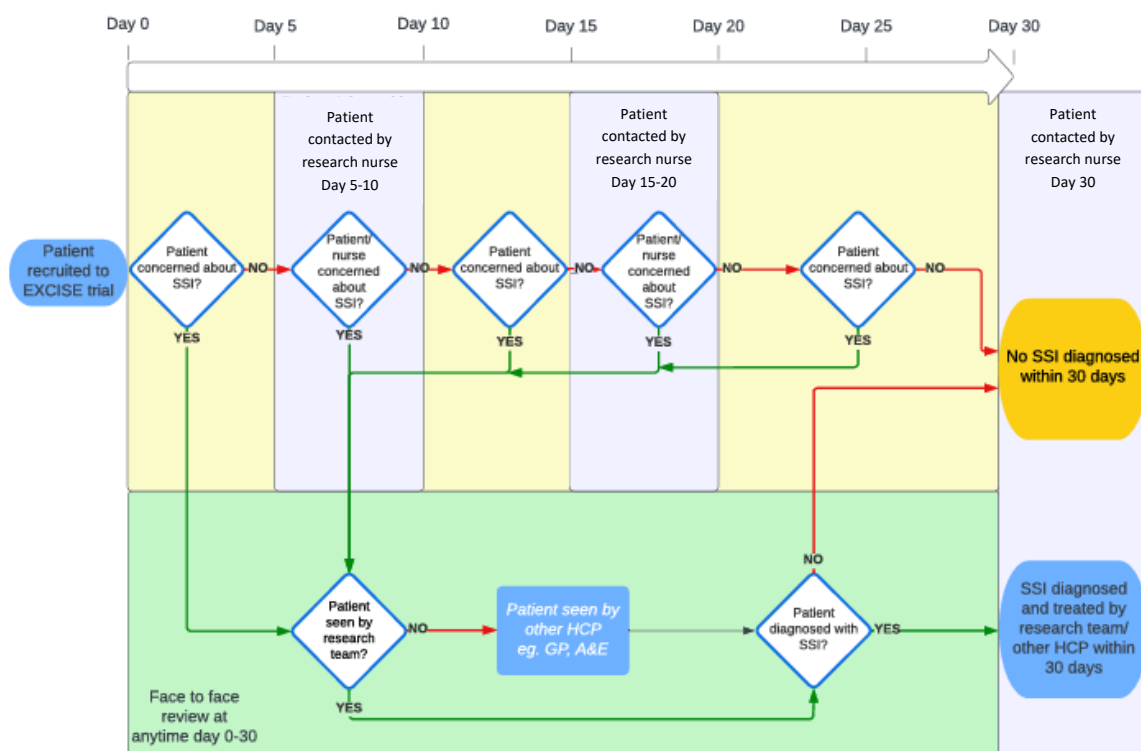 Day 0
Day 5
Day 10
Day 15
Day 20
Day 25
Day 30
Patient
contacted by
research nurse
Day 5-10
Patient
contacted by
research nurse
Day 15-20
Patient
contacted by
research nurse
Day 30
Patient
recruited to
EXCISE trial
Patient
concerned about
SSI?
NO
YES
Patient/
nurse
concerned
about
SSI?
NO
YES
Patient
concerned about
SSI?
NO
YES
Patient/
nurse
concerned
about
SSI?
NO
YES
Patient
concerned about
SSI?
NO
YES
No SSI diagnosed
within 30 days
Patient
seen by
research
team?
NO
YES
Patient seen by
other HCP
eg. GP, A&E
NO
Patient
diagnosed with
SSI?
YES
SSI diagnosed
and treated by
research team/
other HCP within
30 days
Face to face
review at
anytime day 0-30